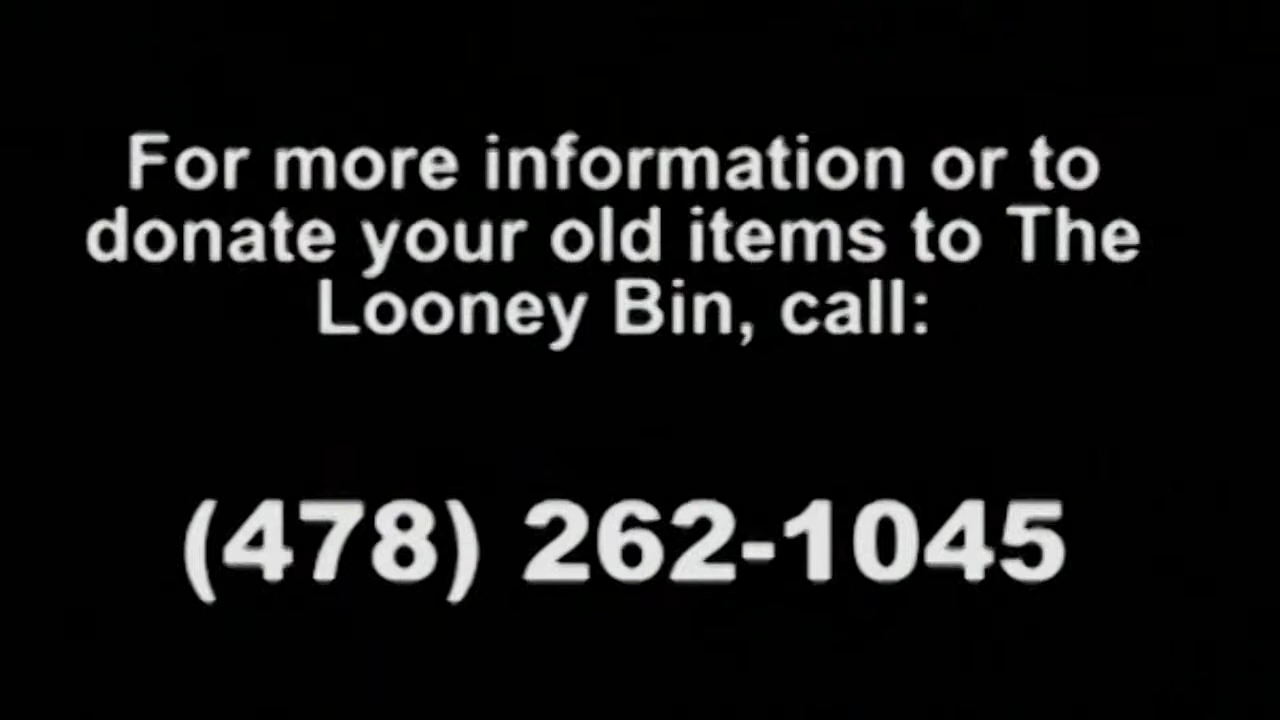 For more information or to
donate your old items to The
Looney Bin, call:
(478) 262-1045